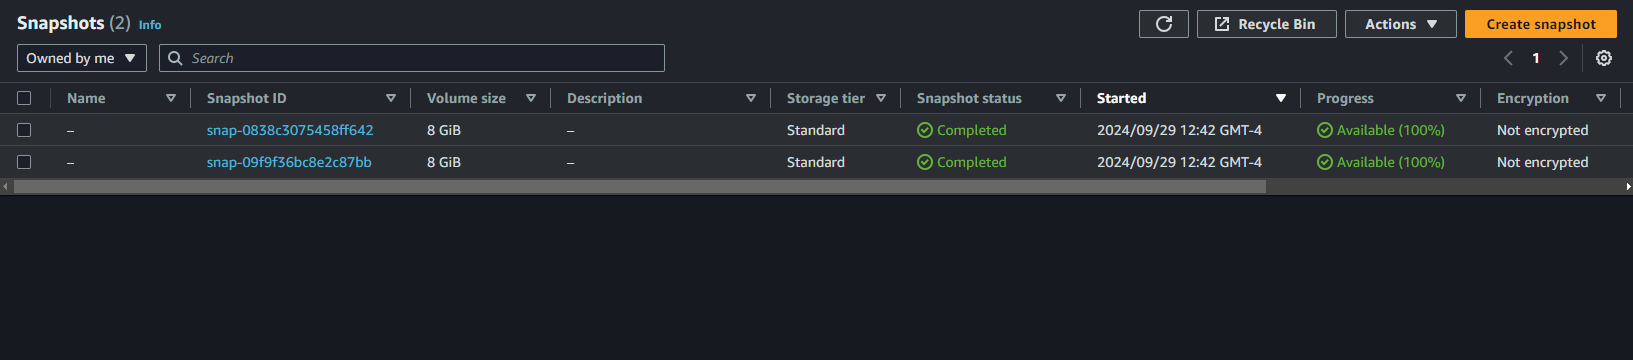 Snapshots (2) Info
Recycle Bin
Actions
Create snapshot
Owned by me
Search
1
Name Snapshot ID Volume size Description Storage tier Snapshot status Started Progress Encryption
– snap-0838c3075458ff642 8 GiB – Standard Completed 2024/09/29 12:42 GMT-4 Available (100%) Not encrypted
– snap-09f9f36bc8e2c87bb 8 GiB – Standard Completed 2024/09/29 12:42 GMT-4 Available (100%) Not encrypted